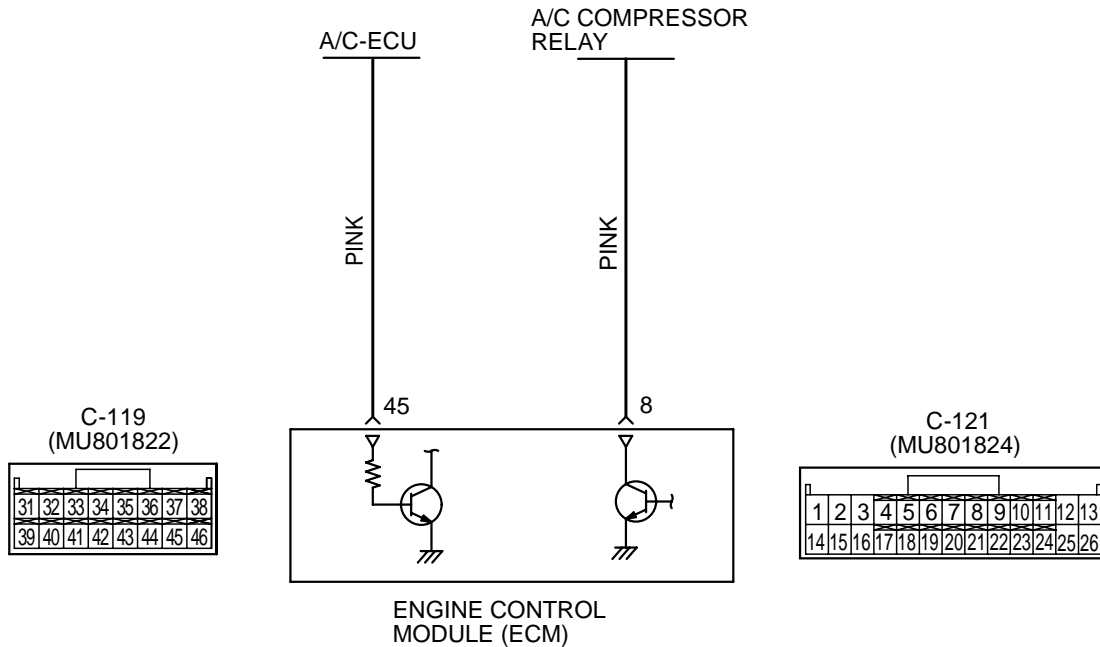 A/C-ECU
A/C COMPRESSOR
RELAY
PINK
PINK
45
8
C-119
(MU801822)
31 32 33 34 35 36 37 38
39 40 41 42 43 44 45 46
C-121
(MU801824)
1 2 3 4 5 6 7 8 9 10 11 12 13
14 15 16 17 18 19 20 21 22 23 24 25 26
ENGINE CONTROL
MODULE (ECM)